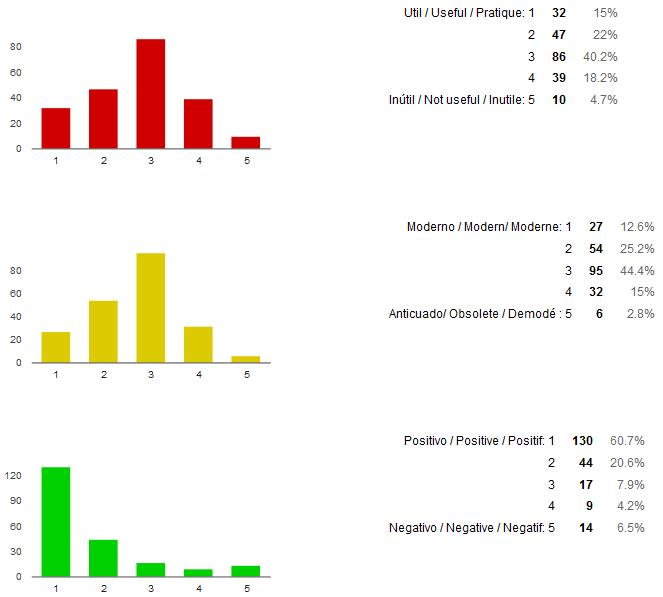 Util / Useful / Pratique: 1 32 15%
2 47 22%
3 86 40.2%
4 39 18.2%
Inútil / Not useful / Inutile: 5 10 4.7%
80
60
40
20
0
1 2 3 4 5
Moderno / Modern/ Moderne: 1 27 12.6%
2 54 25.2%
3 95 44.4%
4 32 15%
Anticuado/ Obsolete / Demodé : 5 6 2.8%
80
60
40
20
0
1 2 3 4 5
Positivo / Positive / Positif: 1 130 60.7%
2 44 20.6%
3 17 7.9%
4 9 4.2%
Negativo / Negative / Negatif: 5 14 6.5%
120
90
60
30
0
1 2 3 4 5